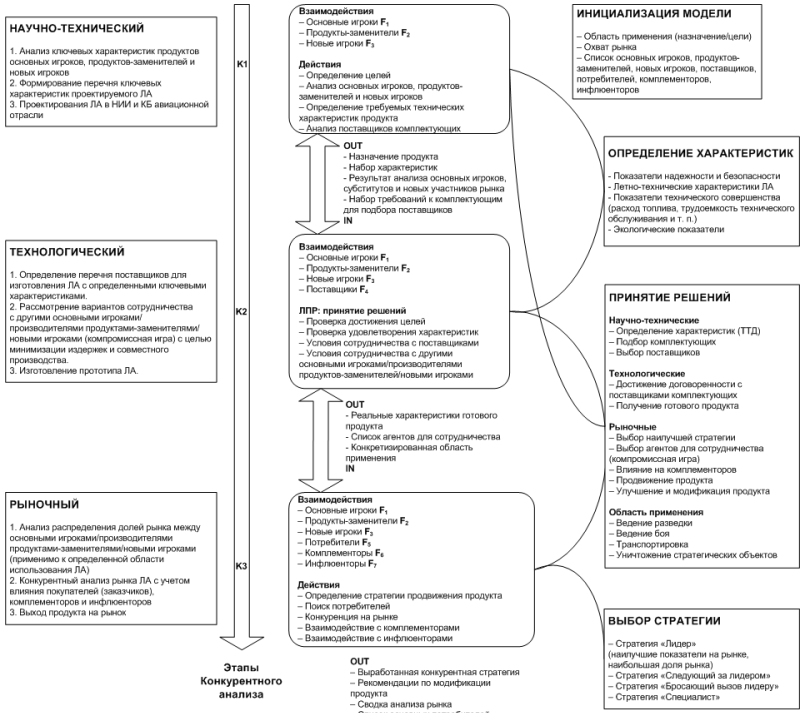 НАУЧНО-ТЕХНИЧЕСКИЙ
1. Анализ ключевых характеристик продуктов
основных игроков, продуктов-заменителей и
новых игроков
2. Формирование перечня ключевых
характеристик проектируемого ЛА
3. Проектирования ЛА в НИИ и КБ авиационной
отрасли
ТЕХНОЛОГИЧЕСКИЙ
1. Определение перечня поставщиков для
изготовления ЛА с определенными ключевыми
характеристиками.
2. Рассмотрение вариантов сотрудничества
с другими основными игроками/
производителями продуктами-заменителями/
новыми игроками (компромиссная игра) с целью
минимизации издержек и совместного
производства.
3. Изготовление прототипа ЛА.
РЫНОЧНЫЙ
1. Анализ распределения долей рынка между
основными игроками/производителями
продуктами-заменителями/новыми игроками
(применимо к определенной области
использования ЛА)
2. Конкурентный анализ рынка ЛА с учетом
влияния покупателей (заказчиков),
комплементоров и инфлюенторов
3. Выход продукта на рынок
К1
К2
К3
Этапы
Конкурентного
анализа
Взаимодействия
– Основные игроки F1
– Продукты-заменители F2
– Новые игроки F3
Действия
– Определение целей
– Анализ основных игроков, продуктов-
заменителей и новых игроков
– Определение требуемых технических
характеристик продукта
– Анализ поставщиков комплектующих
OUT
- Назначение продукта
- Набор характеристик
- Результат анализа основных игроков,
субститутов и новых участников рынка
- Набор требований к комплектующим
для подбора поставщиков
IN
Взаимодействия
– Основные игроки F1
– Продукты-заменители F2
– Новые игроки F3
– Поставщики F4
ЛПР: принятие решений
– Проверка достижения целей
– Проверка удовлетворения характеристик
– Условия сотрудничества с поставщиками
– Условия сотрудничества с другими
основными игроками/производителями
продуктов-заменителей/новыми игроками
OUT
- Реальные характеристики готового
продукта
- Список агентов для сотрудничества
- Конкретизированная область
применения
IN
Взаимодействия
– Основные игроки F1
– Продукты-заменители F2
– Новые игроки F3
– Потребители F5
– Комплементоры F6
– Инфлюенторы F7
Действия
– Определение стратегии продвижения продукта
– Поиск потребителей
– Конкуренция на рынке
– Взаимодействие с комплементорами
– Взаимодействие с инфлюенторами
OUT
– Выработанная конкурентная стратегия
– Рекомендации по модификации
продукта
– Сводка анализа рынка
ИНИЦИАЛИЗАЦИЯ МОДЕЛИ
– Область применения (назначение/цели)
– Охват рынка
– Список основных игроков, продуктов-
заменителей, новых игроков, поставщиков,
потребителей, комплементоров,
инфлюенторов
ОПРЕДЕЛЕНИЕ ХАРАКТЕРИСТИК
- Показатели надежности и безопасности
- Летно-технические характеристики ЛА
- Показатели технического совершенства
(расход топлива, трудоемкость технического
обслуживания и т. п.)
- Экологические показатели
ПРИНЯТИЕ РЕШЕНИЙ
Научно-технические
– Определение характеристик (ТТД)
– Подбор комплектующих
– Выбор поставщиков
Технологические
– Достижение договоренности с
поставщиками комплектующих
– Получение готового продукта
Рыночные
– Выбор наилучшей стратегии
– Выбор агентов для сотрудничества
(компромиссная игра)
– Влияние на комплементоров
– Продвижение продукта
– Улучшение и модификация продукта
Область применения
– Ведение разведки
– Ведение боя
– Транспортировка
– Уничтожение стратегических объектов
ВЫБОР СТРАТЕГИИ
– Стратегия «Лидер»
(наилучшие показатели на рынке,
наибольшая доля рынка)
– Стратегия «Следующий за лидером»
– Стратегия «Бросающий вызов лидеру»
– Стратегия «Специалист»